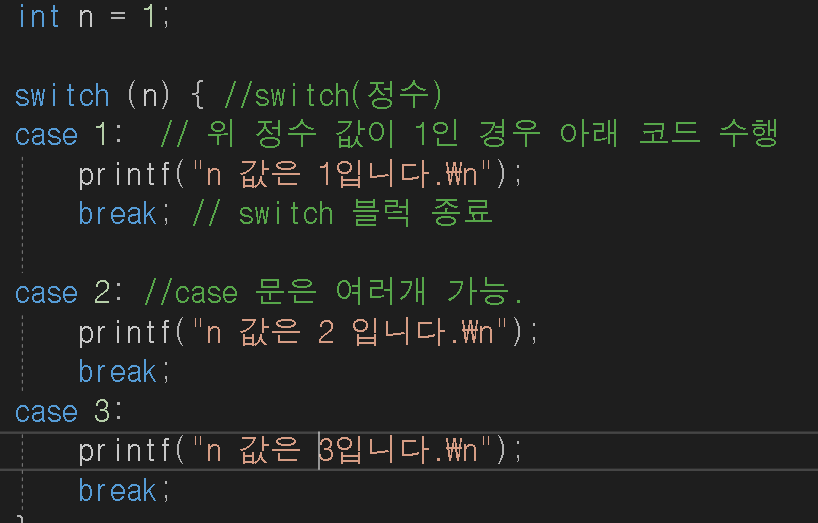 int n = 1;
switch (n) { //switch(정수)
case 1:  // 위 정수 값이 1인 경우 아래 코드 수행
printf("n 값은 1입니다.₩n");
break; // switch 블럭 종료
case 2: //case 문은 여러개 가능.
printf("n 값은 2 입니다.₩n");
break;
case 3:
printf("n 값은 3입니다.₩n");
break;
}